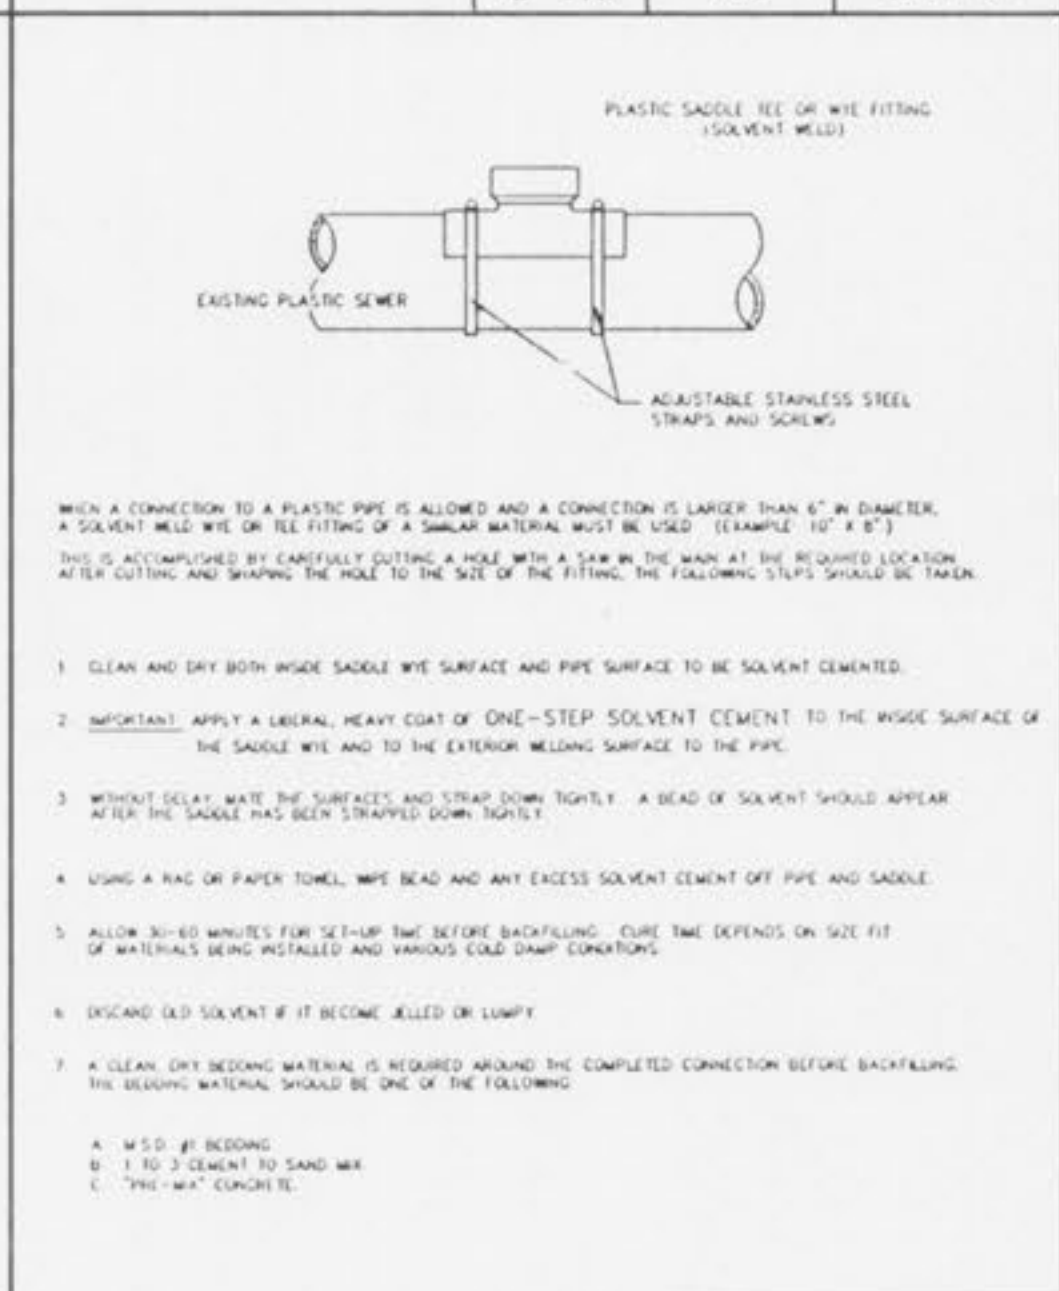 PLASTIC SADDLE TEE OR WYE FITTING
(SOLVENT WELD)
EXISTING PLASTIC SEWER
ADJUSTABLE STAINLESS STEEL
STRAPS AND SCREWS
WHEN A CONNECTION TO A PLASTIC PIPE IS ALLOWED AND A CONNECTION IS LARGER THAN 6" IN DIAMETER,
A SOLVENT WELD WYE OR TEE FITTING OF A SIMILAR MATERIAL MUST BE USED (EXAMPLE 10" X 8")
THIS IS ACCOMPLISHED BY CAREFULLY CUTTING A HOLE WITH A SAW IN THE MAIN AT THE REQUIRED LOCATION
AFTER CUTTING AND SHAPING THE HOLE TO THE SIZE OF THE FITTING, THE FOLLOWING STEPS SHOULD BE TAKEN.
1 CLEAN AND DRY BOTH INSIDE SADDLE WYE SURFACE AND PIPE SURFACE TO BE SOLVENT CEMENTED.
2 IMPORTANT APPLY A LIBERAL, HEAVY COAT OF ONE-STEP SOLVENT CEMENT TO THE INSIDE SURFACE OF
THE SADDLE WYE AND TO THE EXTERIOR WELDING SURFACE TO THE PIPE.
3 WITHOUT DELAY, MATE THE SURFACES AND STRAP DOWN TIGHTLY. A BEAD OF SOLVENT SHOULD APPEAR
AFTER THE SADDLE HAS BEEN STRAPPED DOWN TIGHTLY
4 USING A RAG OR PAPER TOWEL, WIPE BEAD AND ANY EXCESS SOLVENT CEMENT OFF PIPE AND SADDLE.
5 ALLOW 30-60 MINUTES FOR SET-UP TIME BEFORE BACKFILLING. CURE TIME DEPENDS ON SIZE FIT
OF MATERIALS BEING INSTALLED AND VARIOUS COLD DAMP CONDITIONS.
6 DISCARD OLD SOLVENT IF IT BECOME JELLED OR LUMPY
7 A CLEAN, DRY BEDDING MATERIAL IS REQUIRED AROUND THE COMPLETED CONNECTION BEFORE BACKFILLING.
THE BEDDING MATERIAL SHOULD BE ONE OF THE FOLLOWING
A M.S.D. #1 BEDDING
B 1 TO 3 CEMENT TO SAND MIX
C "PRE-MIX" CONCRETE.